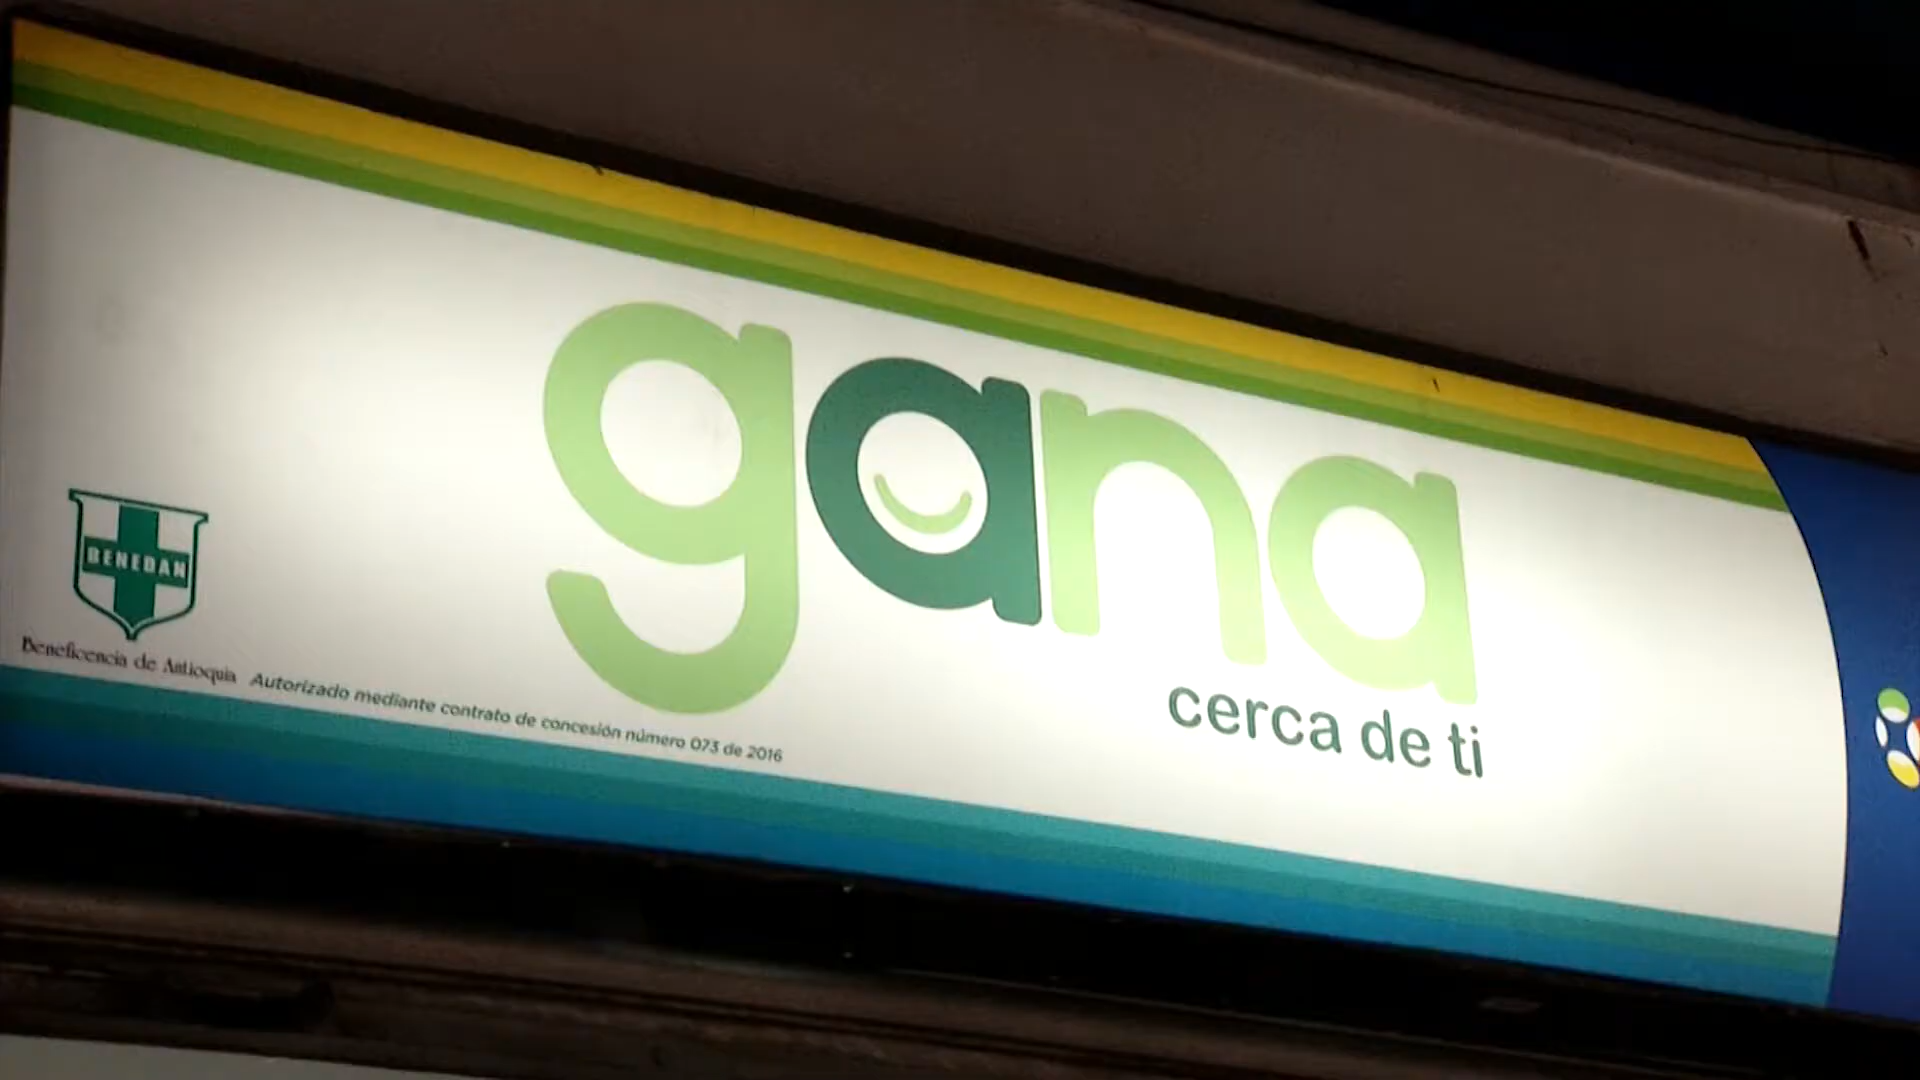 gana
cerca de ti
BENEDAN
Beneficencia de Antioquia
Autorizado mediante contrato de concesión número 073 de 2016